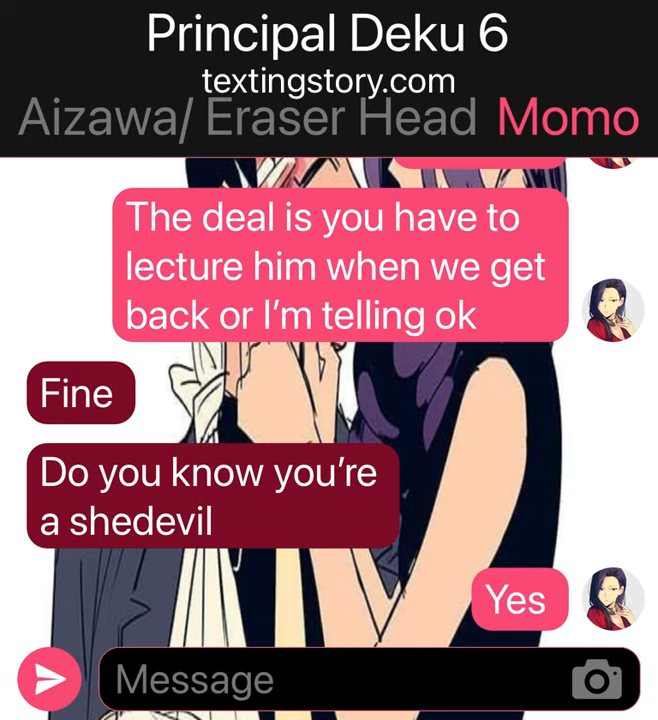 Principal Deku 6
textingstory.com
Aizawa/ Eraser Head Momo
The deal is you have to
lecture him when we get
back or I'm telling ok
Fine
Do you know you're
a shedevil
Yes
Message